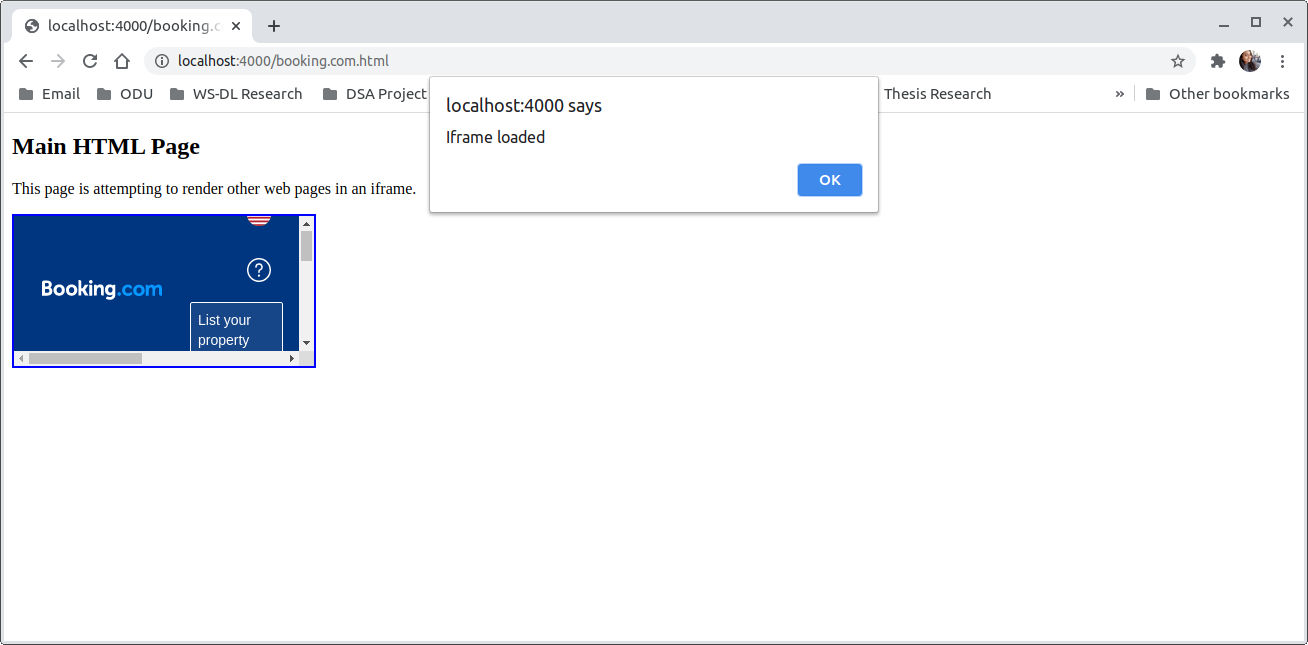 localhost:4000/booking.c
localhost:4000/booking.com.html
Email ODU WS-DL Research DSA Project Thesis Research » Other bookmarks
localhost:4000 says
Iframe loaded
OK
Main HTML Page
This page is attempting to render other web pages in an iframe.
?
Booking.com
List your
property